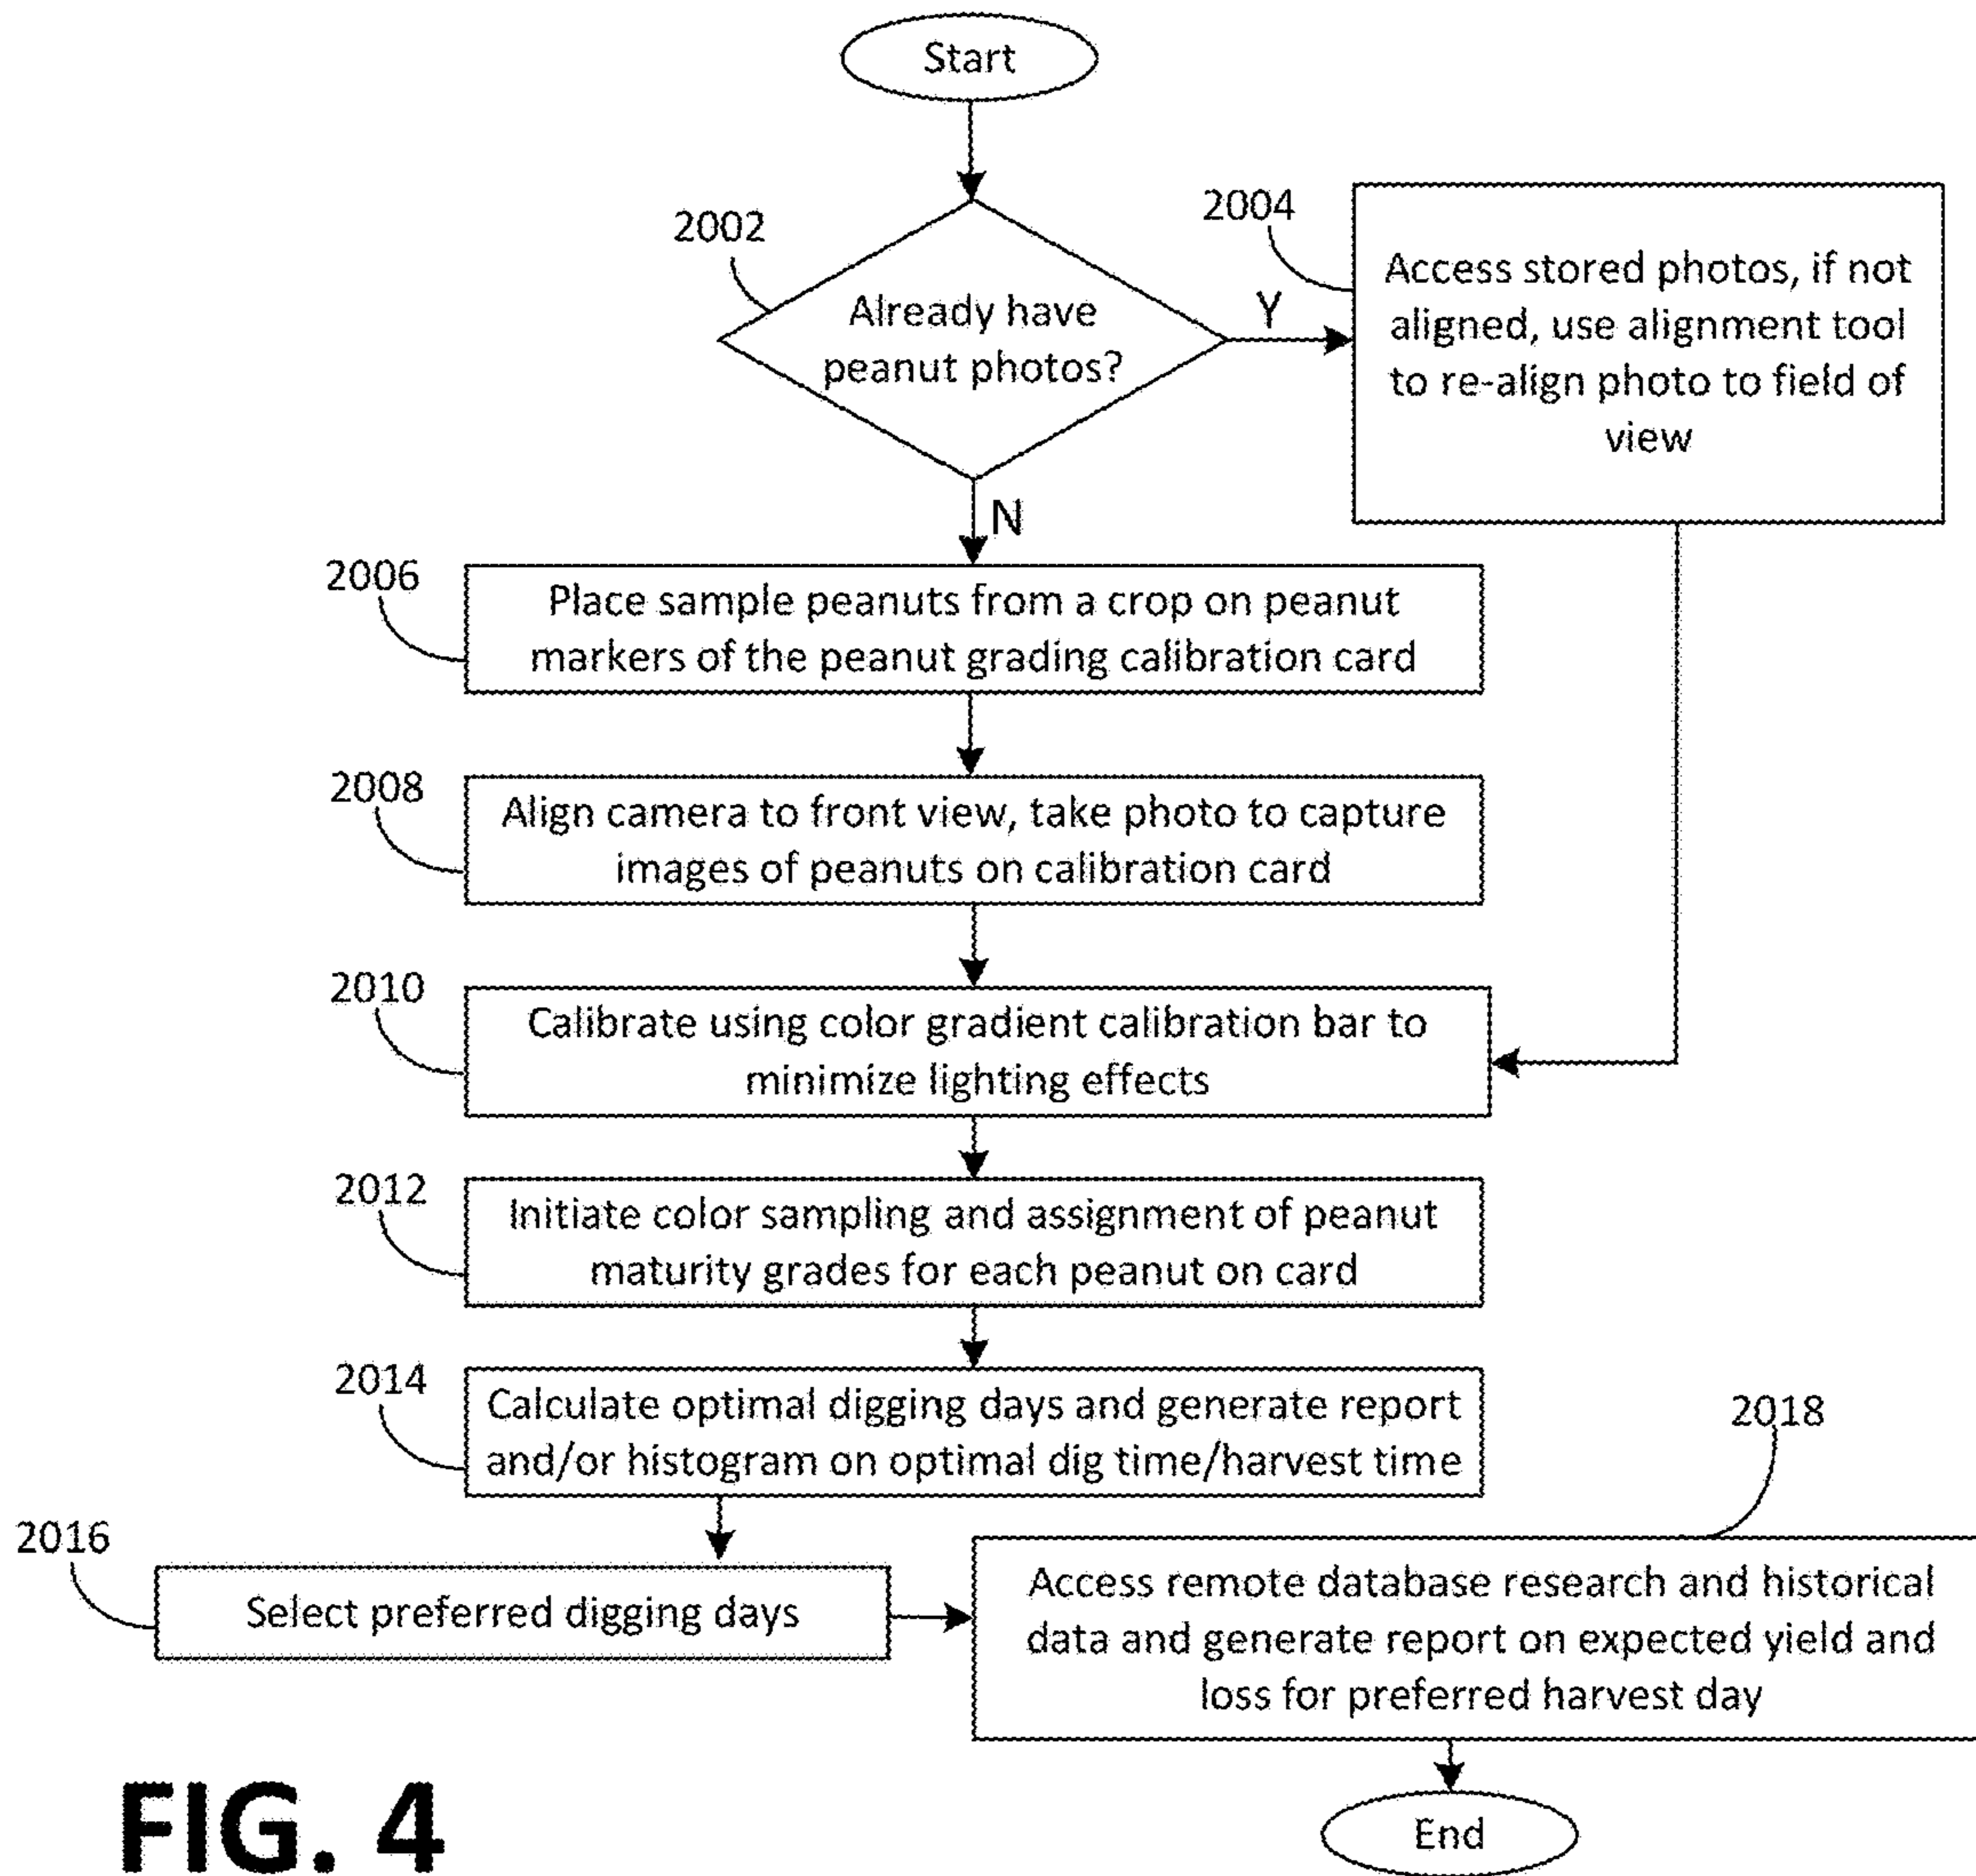 Start
2002
Already have
peanut photos?
Y
2004
Access stored photos, if not
aligned, use alignment tool
to re-align photo to field of
view
N
2006
Place sample peanuts from a crop on peanut
markers of the peanut grading calibration card
2008
Align camera to front view, take photo to capture
images of peanuts on calibration card
2010
Calibrate using color gradient calibration bar to
minimize lighting effects
2012
Initiate color sampling and assignment of peanut
maturity grades for each peanut on card
2014
Calculate optimal digging days and generate report
and/or histogram on optimal dig time/harvest time
2016
Select preferred digging days
2018
Access remote database research and historical
data and generate report on expected yield and
loss for preferred harvest day
End
FIG. 4